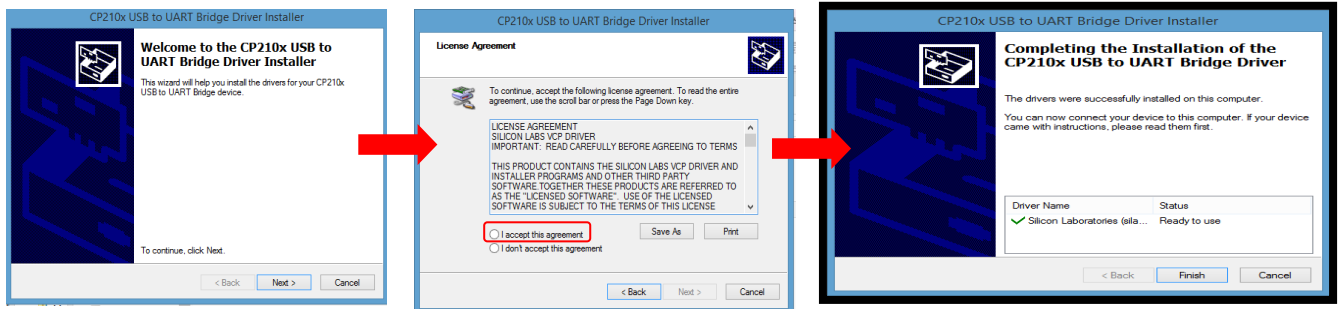 CP210x USB to UART Bridge Driver Installer
Welcome to the CP210x USB to
UART Bridge Driver Installer
This wizard will help you install the drivers for your CP210x
USB to UART Bridge device.
To continue, click Next.
< Back
Next >
Cancel
CP210x USB to UART Bridge Driver Installer
License Agreement
To continue, accept the following license agreement. To read the entire
agreement, use the scroll bar or press the Page Down key.
LICENSE AGREEMENT
SILICON LABS VCP DRIVER
IMPORTANT: READ CAREFULLY BEFORE AGREEING TO TERMS
THIS PRODUCT CONTAINS THE SILICON LABS VCP DRIVER AND
INSTALLER PROGRAMS AND OTHER THIRD PARTY
SOFTWARE.TOGETHER THESE PRODUCTS ARE REFERRED TO
AS THE "LICENSED SOFTWARE". USE OF THE LICENSED
SOFTWARE IS SUBJECT TO THE TERMS OF THIS LICENSE
I accept this agreement
Save As
Print
I don't accept this agreement
< Back
Next >
Cancel
CP210x USB to UART Bridge Driver Installer
Completing the Installation of the
CP210x USB to UART Bridge Driver
The drivers were successfully installed on this computer.
You can now connect your device to this computer. If your device
came with instructions, please read them first.
Driver Name Status
Silicon Laboratories (sila... Ready to use
< Back
Finish
Cancel